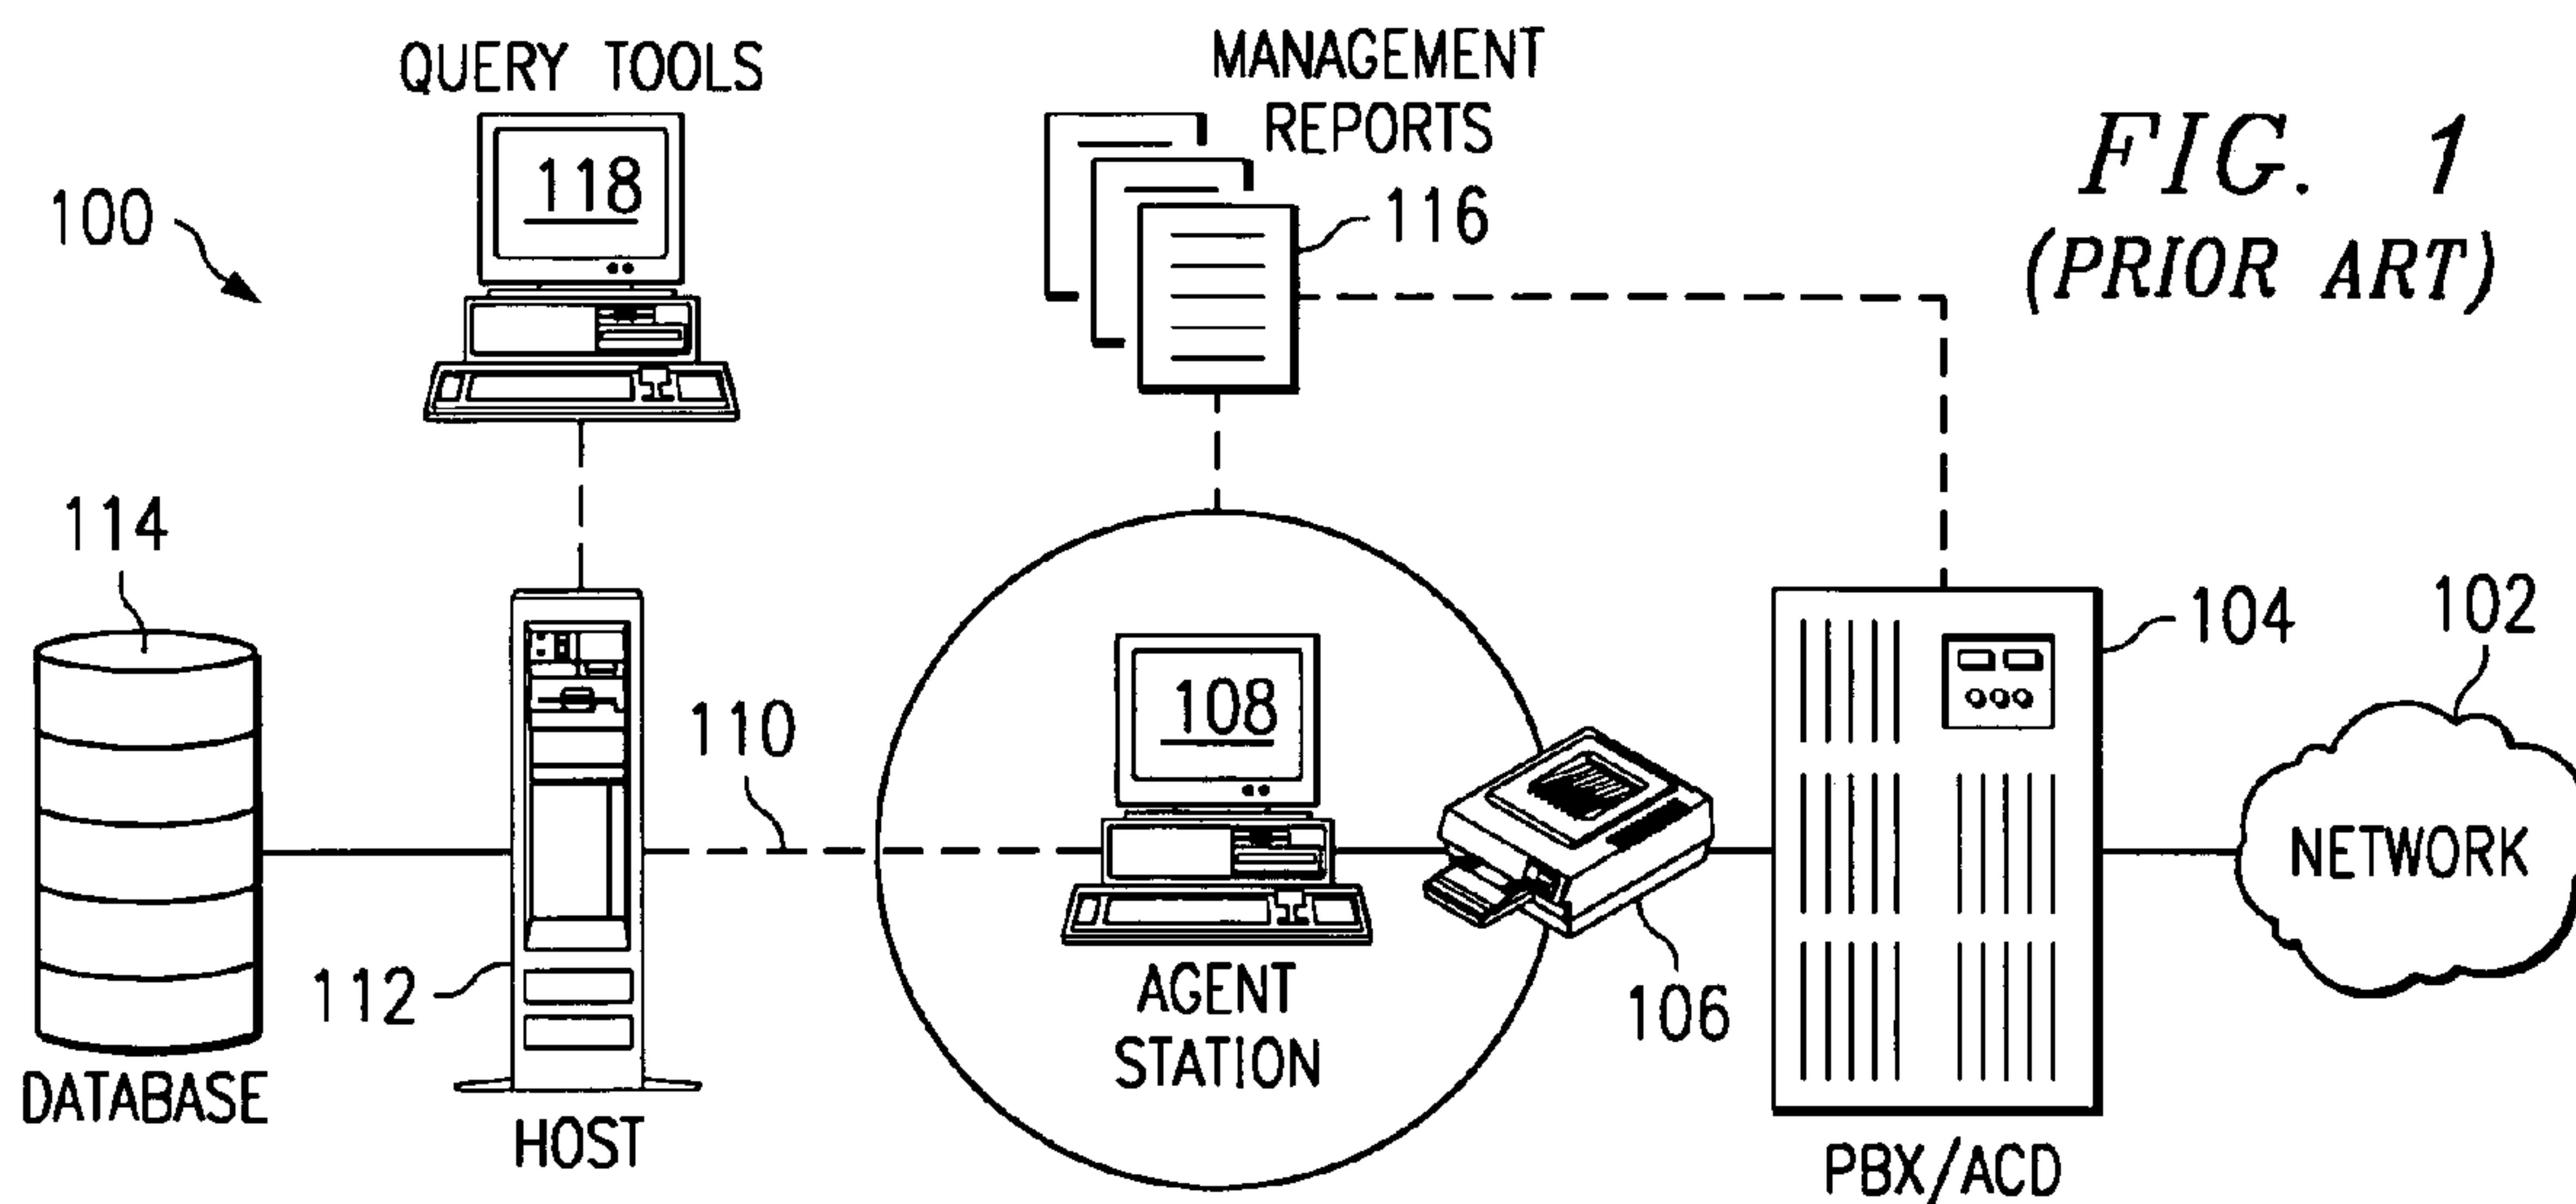 QUERY TOOLS
118
100
MANAGEMENT
REPORTS
116
FIG. 1
(PRIOR ART)
114
DATABASE
112
HOST
110
108
AGENT
STATION
106
104
PBX/ACD
102
NETWORK